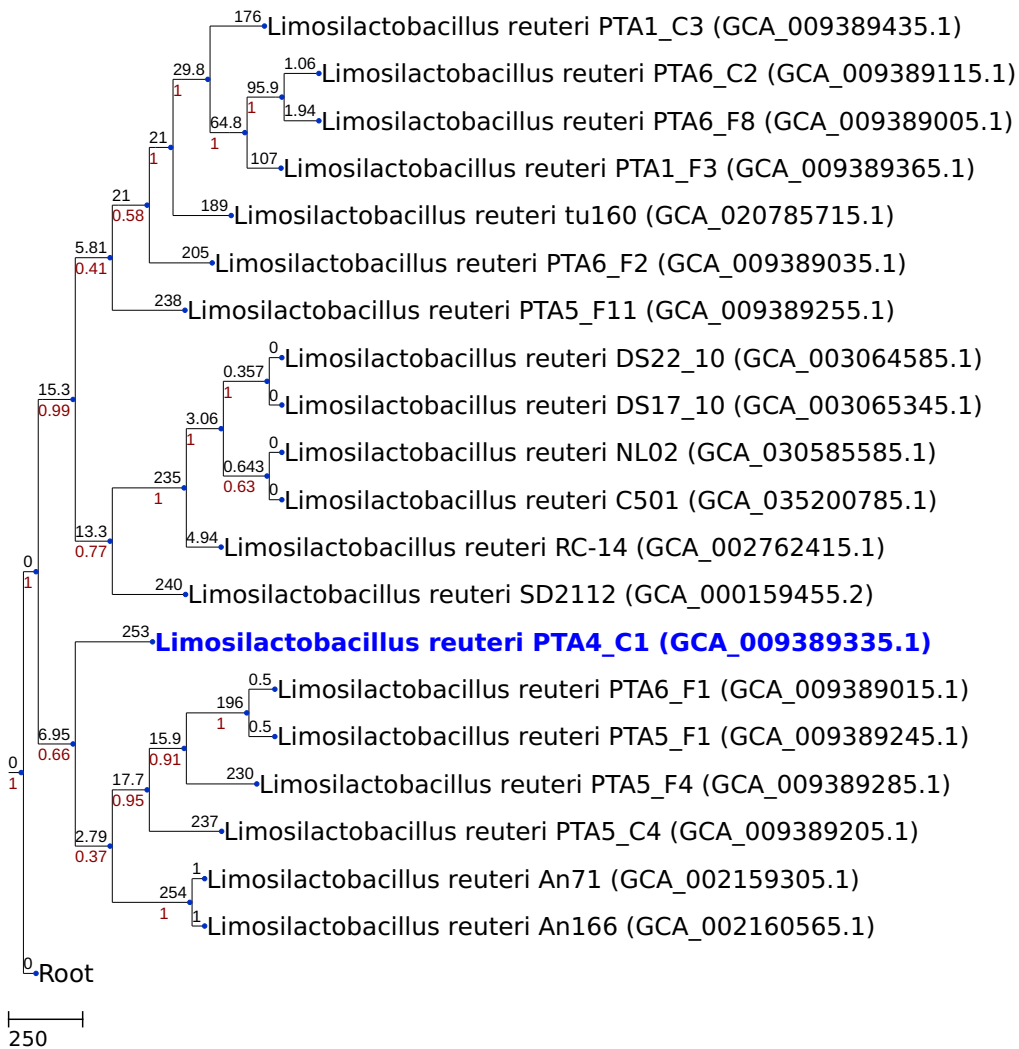 176
Limosilactobacillus reuteri PTA1_C3 (GCA_009389435.1)
29.8
1
1.06
Limosilactobacillus reuteri PTA6_C2 (GCA_009389115.1)
95.9
1
1.94
Limosilactobacillus reuteri PTA6_F8 (GCA_009389005.1)
64.8
1
107
Limosilactobacillus reuteri PTA1_F3 (GCA_009389365.1)
21
1
189
Limosilactobacillus reuteri tu160 (GCA_020785715.1)
21
0.58
205
Limosilactobacillus reuteri PTA6_F2 (GCA_009389035.1)
5.81
0.41
238
Limosilactobacillus reuteri PTA5_F11 (GCA_009389255.1)
0
Limosilactobacillus reuteri DS22_10 (GCA_003064585.1)
0.357
1
0
Limosilactobacillus reuteri DS17_10 (GCA_003065345.1)
15.3
0.99
3.06
1
0
Limosilactobacillus reuteri NL02 (GCA_030585585.1)
0.643
0.63
0
Limosilactobacillus reuteri C501 (GCA_035200785.1)
235
1
4.94
Limosilactobacillus reuteri RC-14 (GCA_002762415.1)
13.3
0.77
240
Limosilactobacillus reuteri SD2112 (GCA_000159455.2)
0
1
253
Limosilactobacillus reuteri PTA4_C1 (GCA_009389335.1)
0.5
Limosilactobacillus reuteri PTA6_F1 (GCA_009389015.1)
196
1
0.5
Limosilactobacillus reuteri PTA5_F1 (GCA_009389245.1)
6.95
0.66
15.9
0.91
230
Limosilactobacillus reuteri PTA5_F4 (GCA_009389285.1)
0
1
17.7
0.95
237
Limosilactobacillus reuteri PTA5_C4 (GCA_009389205.1)
2.79
0.37
1
Limosilactobacillus reuteri An71 (GCA_002159305.1)
254
1
1
Limosilactobacillus reuteri An166 (GCA_002160565.1)
0
Root
250